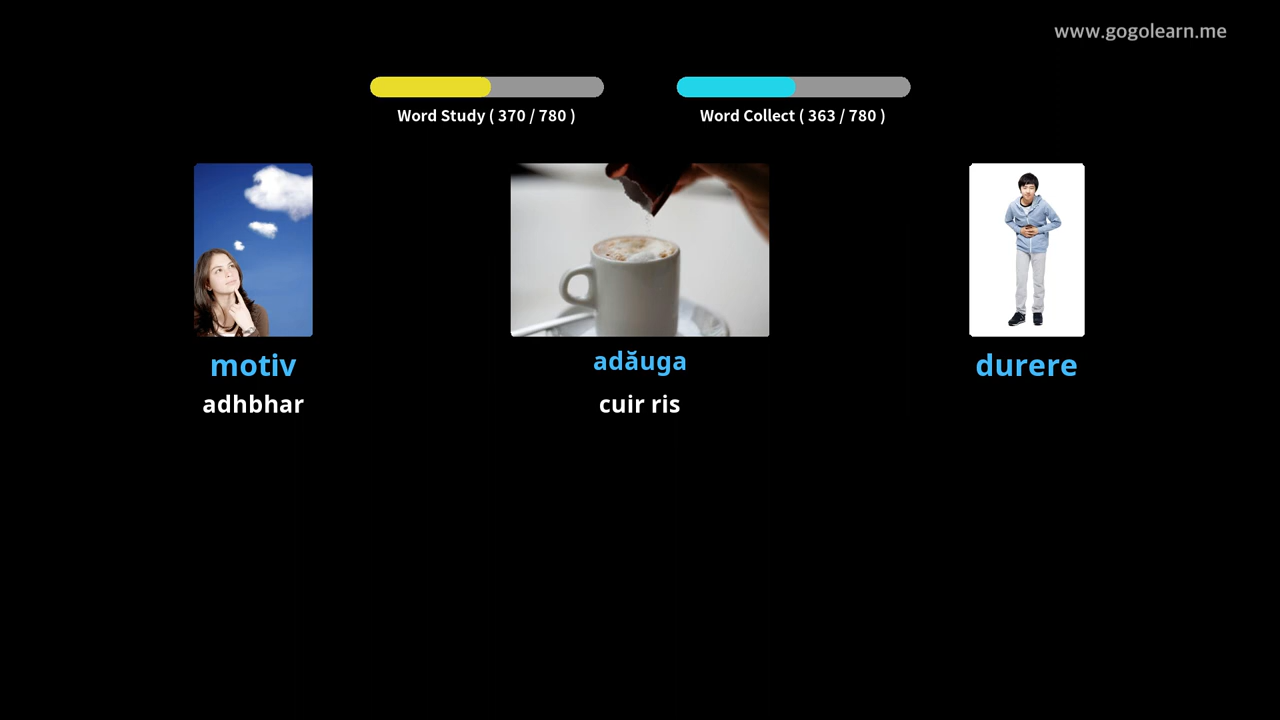 www.gogolearn.me
Word Study ( 370 / 780 )
Word Collect ( 363 / 780 )
motiv
adhbhar
adăuga
cuir ris
durere